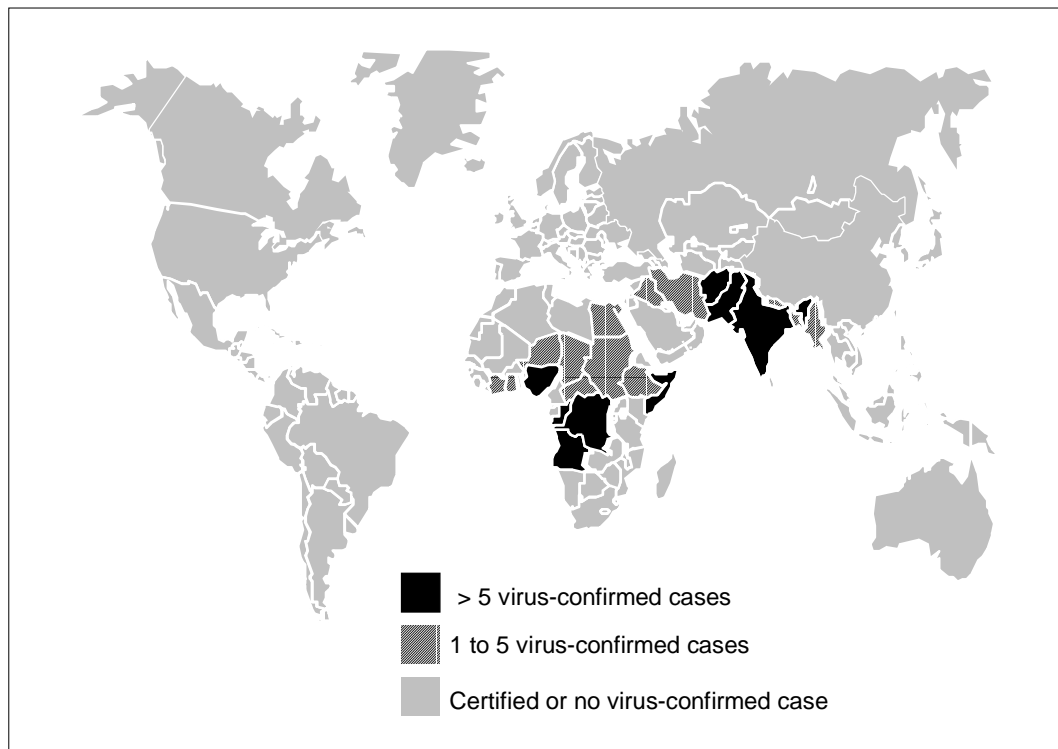 > 5 virus-confirmed cases
1 to 5 virus-confirmed cases
Certified or no virus-confirmed case